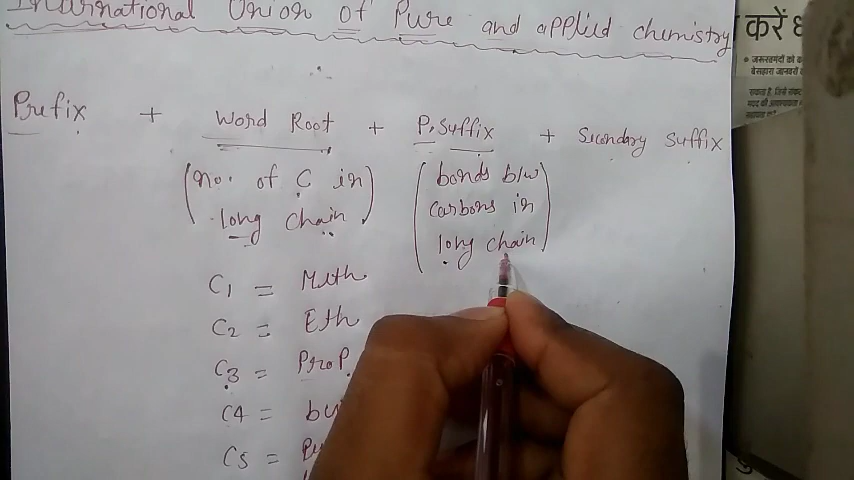 International Union of Pure and applied chemistry
Prefix + Word Root + P. Suffix + Secondary Suffix
(no. of C in long chain)
(bonds b/w carbons in long chain)
C1 = Meth
C2 = Eth
C3 = ProP.
C4 = bu
C5 = Pe
करें